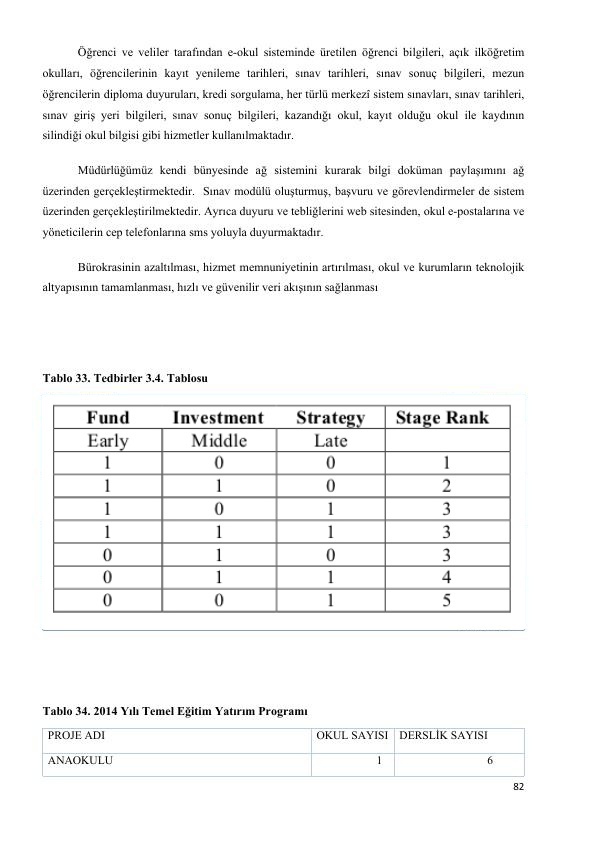 Öğrenci ve veliler tarafından e-okul sisteminde üretilen öğrenci bilgileri, açık ilköğretim
okulları, öğrencilerinin kayıt yenileme tarihleri, sınav tarihleri, sınav sonuç bilgileri, mezun
öğrencilerin diploma duyuruları, kredi sorgulama, her türlü merkezî sistem sınavları, sınav tarihleri,
sınav giriş yeri bilgileri, sınav sonuç bilgileri, kazandığı okul, kayıt olduğu okul ile kaydının
silindiği okul bilgisi gibi hizmetler kullanılmaktadır.
Müdürlüğümüz kendi bünyesinde ağ sistemini kurarak bilgi doküman paylaşımını ağ
üzerinden gerçekleştirmektedir. Sınav modülü oluşturmuş, başvuru ve görevlendirmeler de sistem
üzerinden gerçekleştirilmektedir. Ayrıca duyuru ve tebliğlerini web sitesinden, okul e-postalarına ve
yöneticilerin cep telefonlarına sms yoluyla duyurmaktadır.
Bürokrasinin azaltılması, hizmet memnuniyetinin artırılması, okul ve kurumların teknolojik
altyapısının tamamlanması, hızlı ve güvenilir veri akışının sağlanması
Tablo 33. Tedbirler 3.4. Tablosu
Fund Investment Strategy Stage Rank
Early Middle Late
1 0 0 1
1 1 0 2
1 0 1 3
1 1 1 3
0 1 0 3
0 1 1 4
0 0 1 5
Tablo 34. 2014 Yılı Temel Eğitim Yatırım Programı
PROJE ADI OKUL SAYISI DERSLİK SAYISI
ANAOKULU 1 6
82